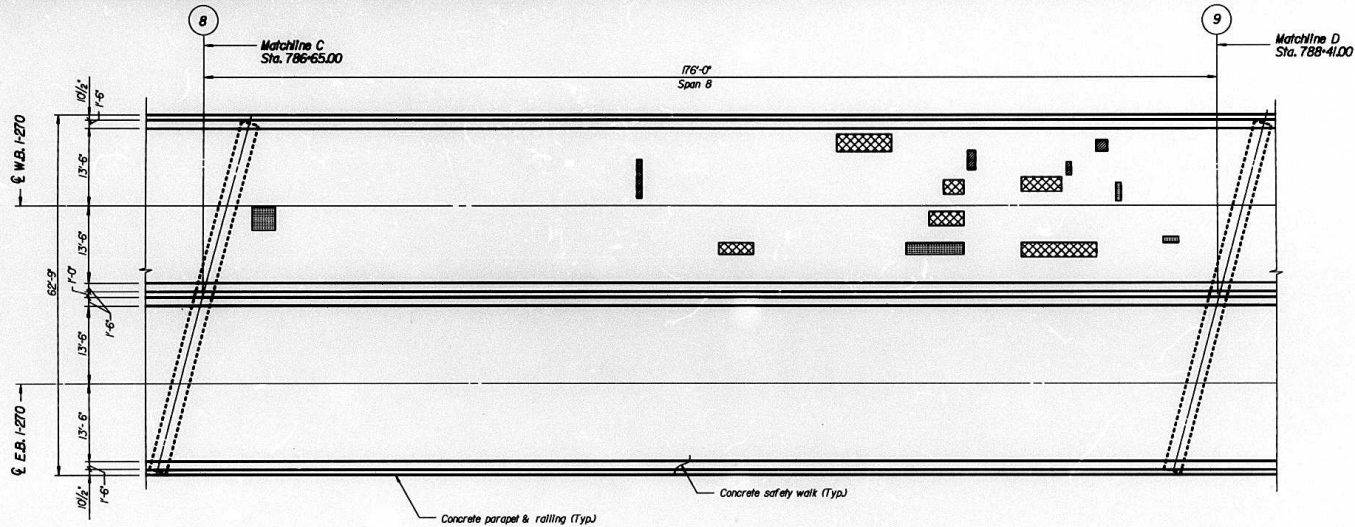 8
9
Matchline C
Sta. 786+65.00
Matchline D
Sta. 788+41.00
176'-0"
Span 8
10½"
1'-6"
℄ W.B. I-270
13'-6"
13'-6"
62'-9"
1'-0"
1'-6"
13'-6"
℄ E.B. I-270
13'-6"
1'-6"
10½"
Concrete safety walk (Typ.)
Concrete parapet & railing (Typ.)